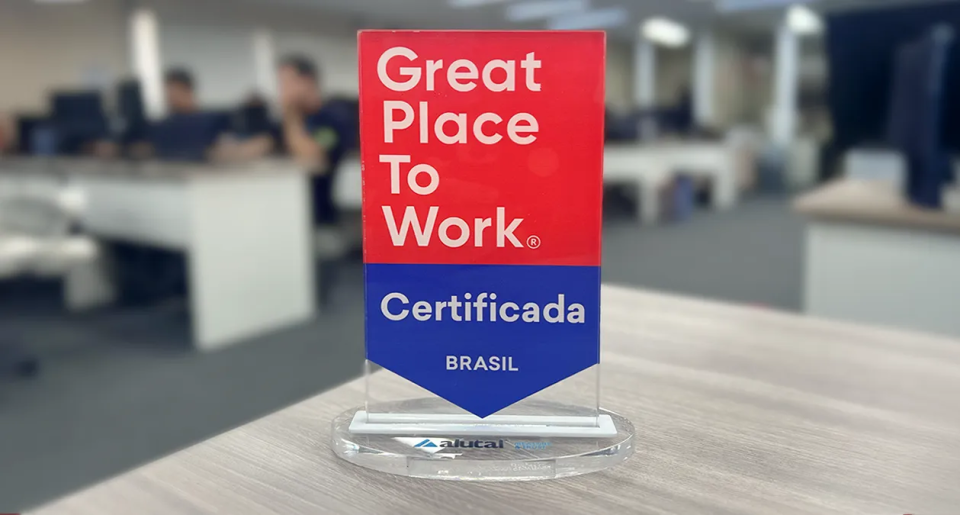 Great
Place
To
Work®
Certificada
BRASIL
alutal